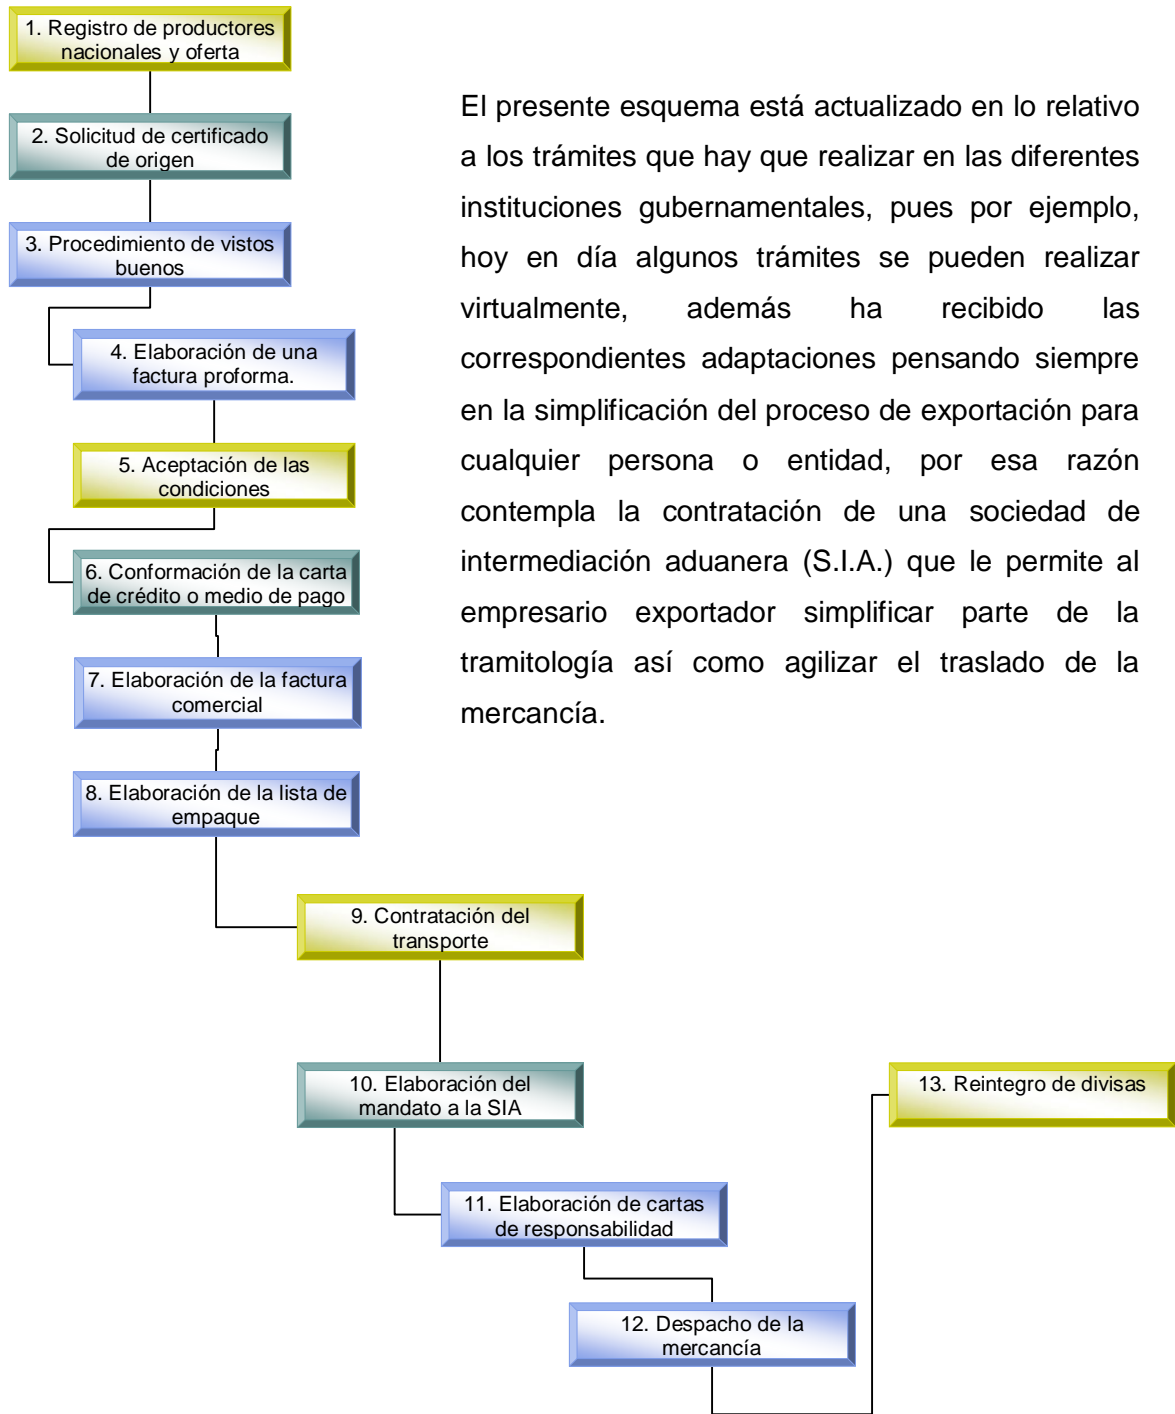 1. Registro de productores
nacionales y oferta
2. Solicitud de certificado
de origen
3. Procedimiento de vistos
buenos
4. Elaboración de una
factura proforma.
5. Aceptación de las
condiciones
6. Conformación de la carta
de crédito o medio de pago
7. Elaboración de la factura
comercial
8. Elaboración de la lista de
empaque
El presente esquema está actualizado en lo relativo
a los trámites que hay que realizar en las diferentes
instituciones gubernamentales, pues por ejemplo,
hoy en día algunos trámites se pueden realizar
virtualmente, además ha recibido las
correspondientes adaptaciones pensando siempre
en la simplificación del proceso de exportación para
cualquier persona o entidad, por esa razón
contempla la contratación de una sociedad de
intermediación aduanera (S.I.A.) que le permite al
empresario exportador simplificar parte de la
tramitología así como agilizar el traslado de la
mercancía.
9. Contratación del
transporte
10. Elaboración del
mandato a la SIA
11. Elaboración de cartas
de responsabilidad
12. Despacho de la
mercancía
13. Reintegro de divisas